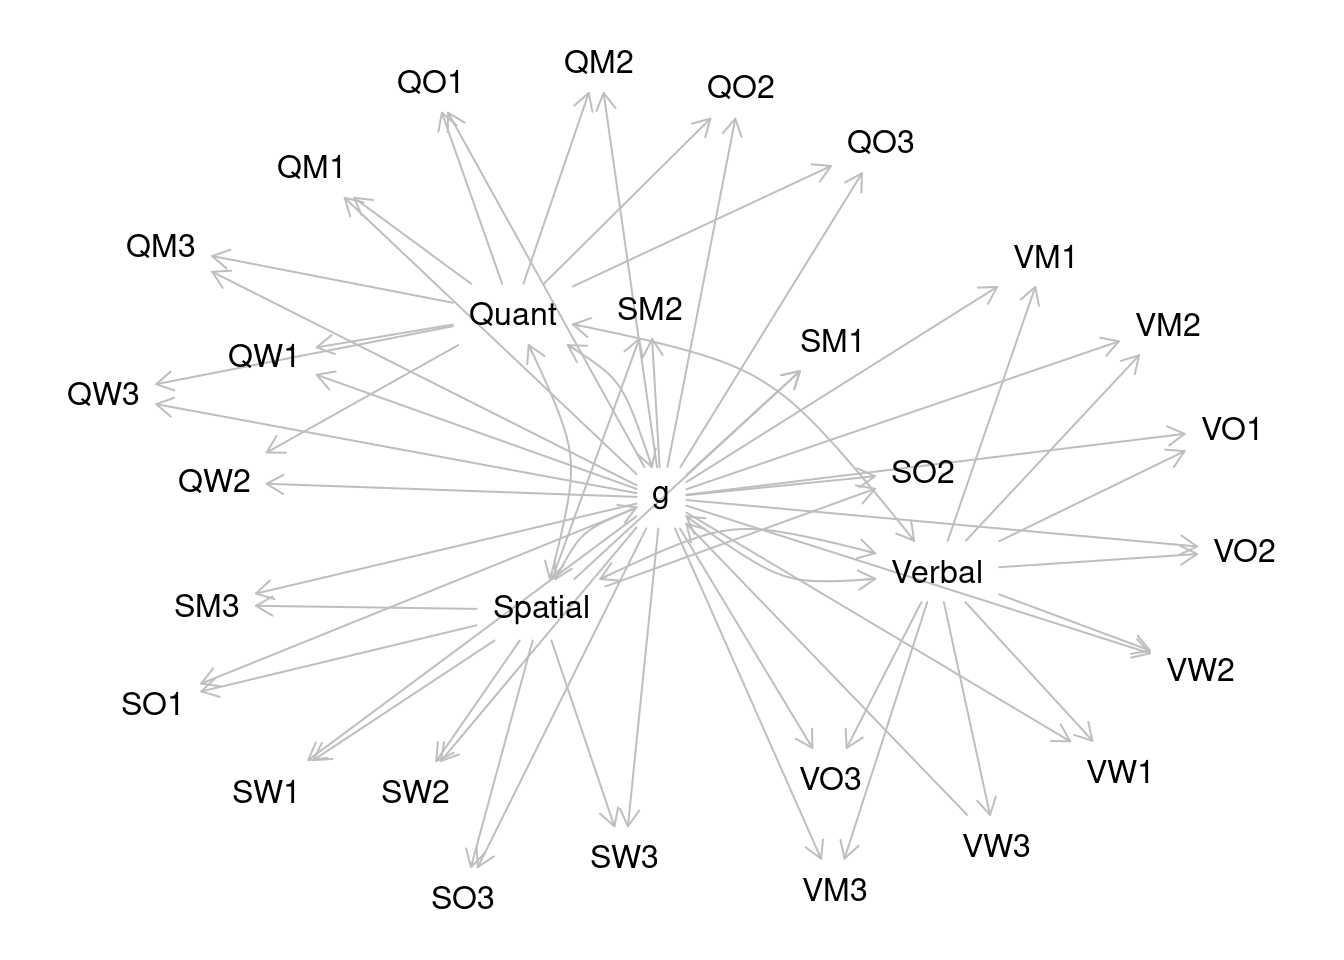 QM2
QO1
QO2
QO3
QM1
QM3
VM1
Quant
SM2
VM2
SM1
QW1
QW3
VO1
SO2
QW2
g
VO2
Verbal
SM3
Spatial
VW2
SO1
VW1
VO3
SW1
SW2
VW3
SW3
VM3
SO3